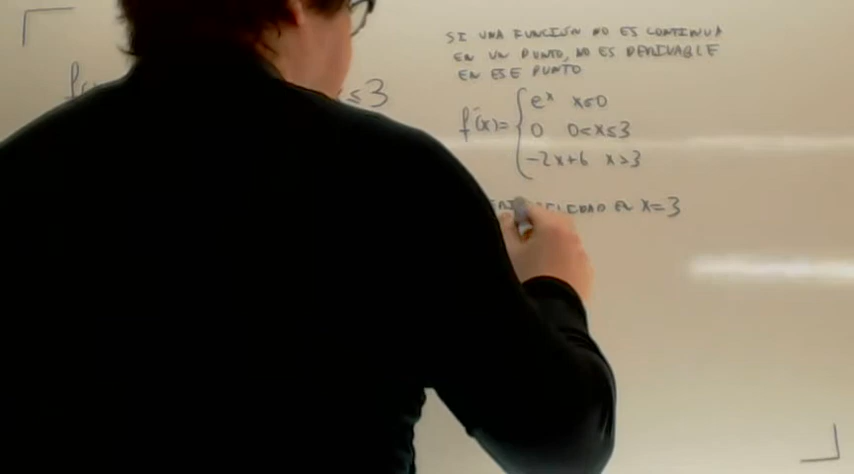 SI UNA FUNCIÓN NO ES CONTINUA
EN UN PUNTO, NO ES DERIVABLE
EN ESE PUNTO
≤3
e^x x≤0
f'(x)= 0 0<x≤3
-2x+6 x>3
EN x=3